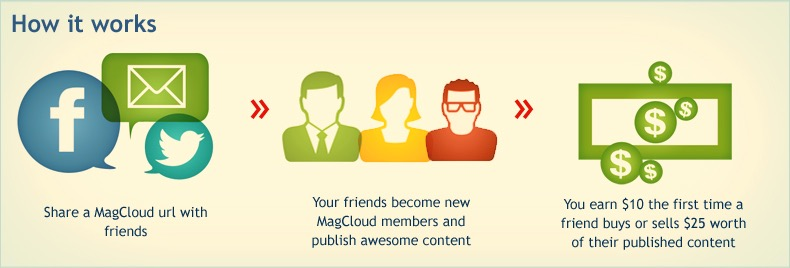 How it works
Share a MagCloud url with
friends
Your friends become new
MagCloud members and
publish awesome content
You earn $10 the first time a
friend buys or sells $25 worth
of their published content